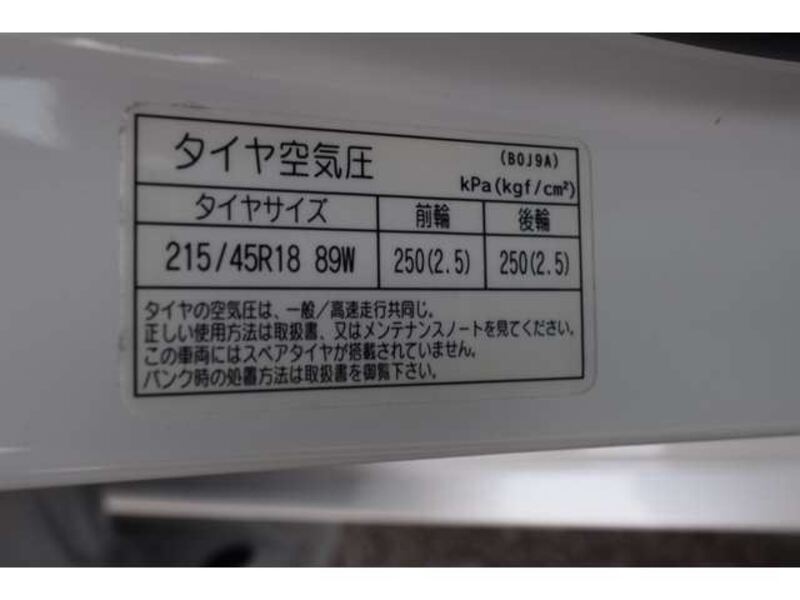 タイヤ空気圧 (B0J9A)
kPa(kgf/cm²)
タイヤサイズ 前輪 後輪
215/45R18 89W 250(2.5) 250(2.5)
タイヤの空気圧は、一般／高速走行共同じ。
正しい使用方法は取扱書、又はメンテナンスノートを見てください。
この車両にはスペアタイヤが搭載されていません。
パンク時の処置方法は取扱書を御覧下さい。